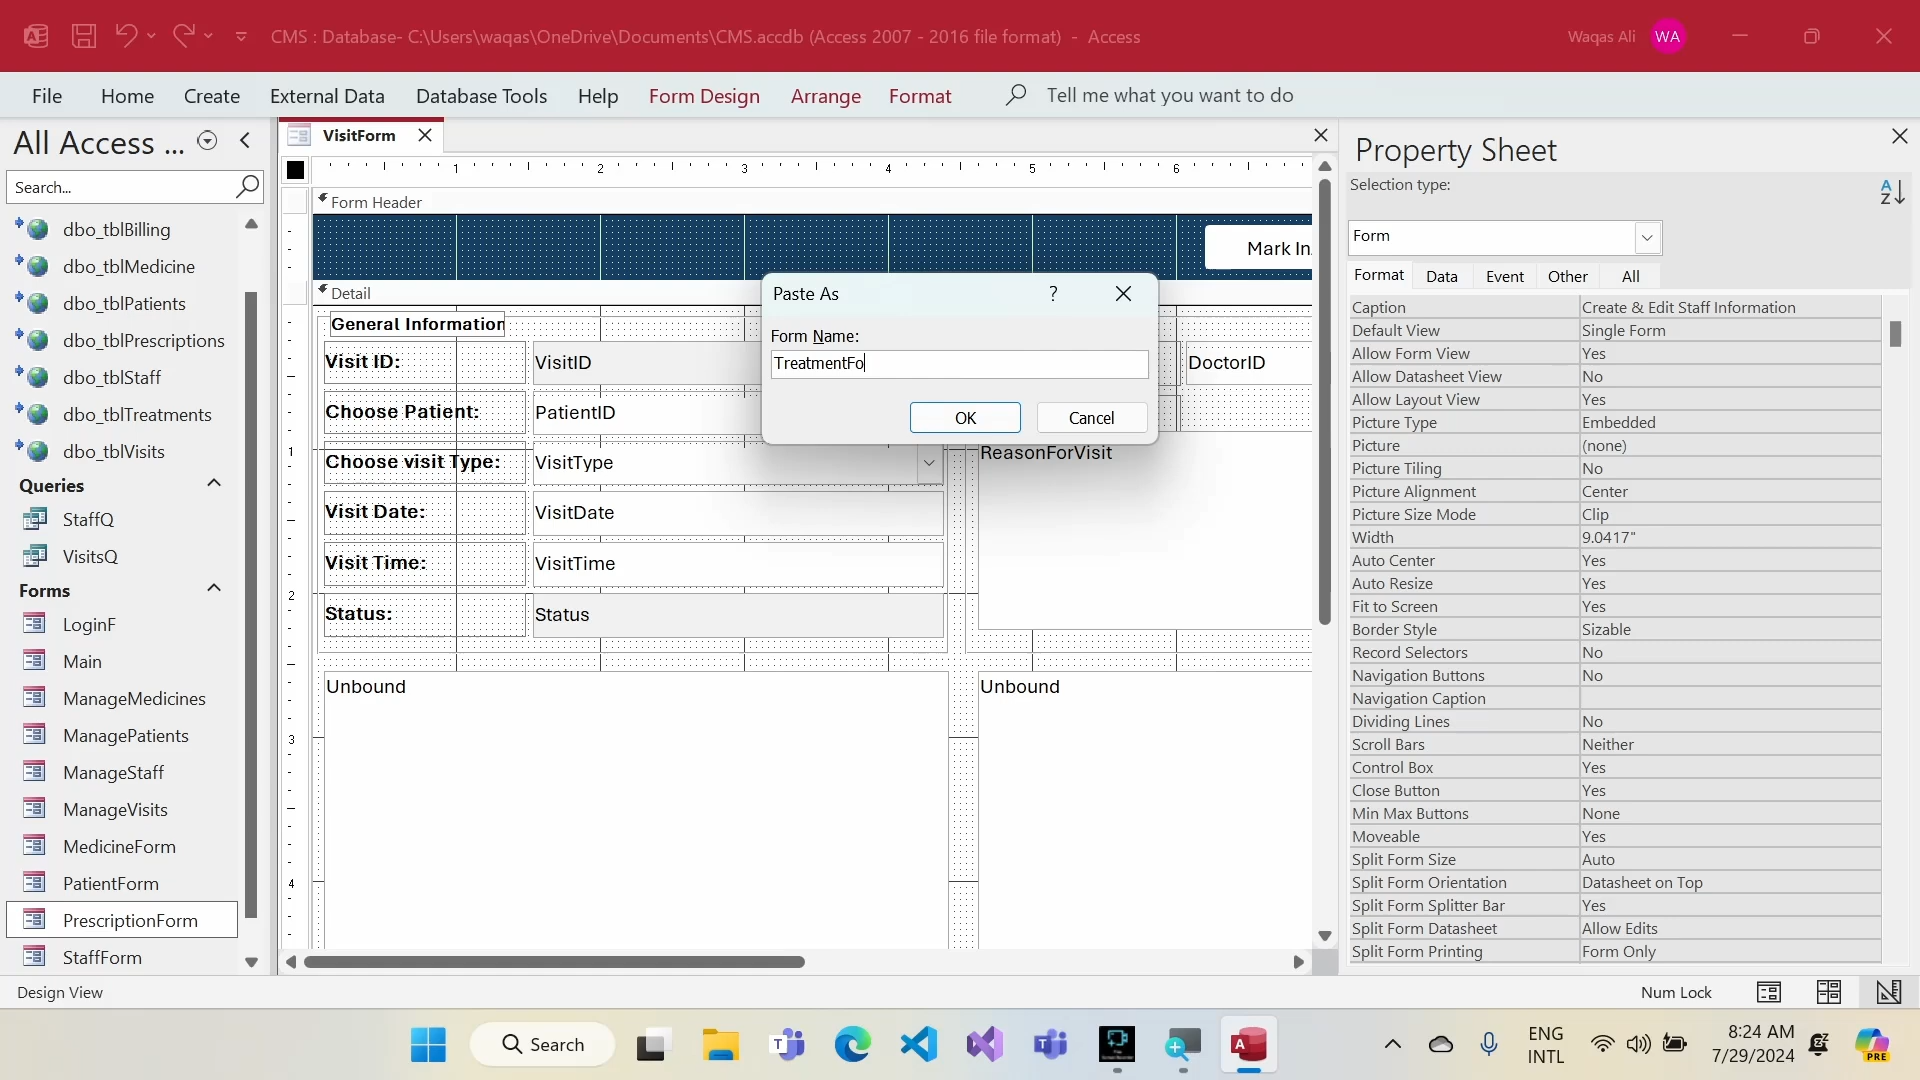 CMS : Database- C:\Users\waqas\OneDrive\Documents\CMS.accdb (Access 2007 - 2016 file format) - Access
Waqas Ali
WA
File
Home
Create
External Data
Database Tools
Help
Form Design
Arrange
Format
Tell me what you want to do
All Access ...
Search...
dbo_tblBilling
dbo_tblMedicine
dbo_tblPatients
dbo_tblPrescriptions
dbo_tblStaff
dbo_tblTreatments
dbo_tblVisits
Queries
StaffQ
VisitsQ
Forms
LoginF
Main
ManageMedicines
ManagePatients
ManageStaff
ManageVisits
MedicineForm
PatientForm
PrescriptionForm
StaffForm
VisitForm
1 2 3 4 5 6
Form Header
Mark In
Detail
General Information
Visit ID:
VisitID
DoctorID
Choose Patient:
PatientID
1
Choose visit Type:
VisitType
ReasonForVisit
Visit Date:
VisitDate
Visit Time:
VisitTime
2
Status:
Status
Unbound
Unbound
3
4
Paste As
?
Form Name:
TreatmentFo
OK
Cancel
Property Sheet
Selection type:
A
Z
Form
Format
Data
Event
Other
All
Caption Create & Edit Staff Information
Default View Single Form
Allow Form View Yes
Allow Datasheet View No
Allow Layout View Yes
Picture Type Embedded
Picture (none)
Picture Tiling No
Picture Alignment Center
Picture Size Mode Clip
Width 9.0417"
Auto Center Yes
Auto Resize Yes
Fit to Screen Yes
Border Style Sizable
Record Selectors No
Navigation Buttons No
Navigation Caption
Dividing Lines No
Scroll Bars Neither
Control Box Yes
Close Button Yes
Min Max Buttons None
Moveable Yes
Split Form Size Auto
Split Form Orientation Datasheet on Top
Split Form Splitter Bar Yes
Split Form Datasheet Allow Edits
Split Form Printing Form Only
Design View
Num Lock
Search
ENG
INTL
8:24 AM
7/29/2024
PRE